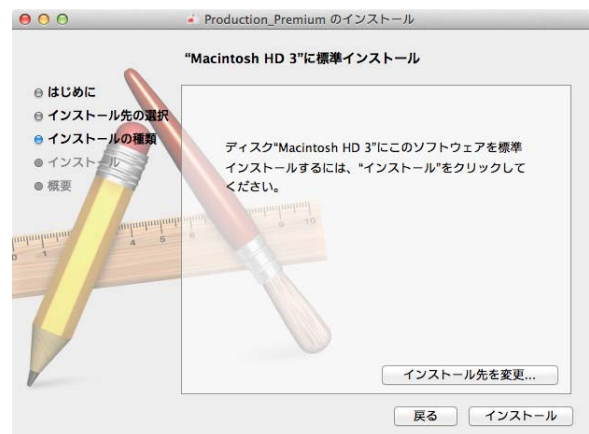 Production_Premium のインストール
“Macintosh HD 3”に標準インストール
はじめに
インストール先の選択
インストールの種類
インストール
概要
ディスク“Macintosh HD 3”にこのソフトウェアを標準
インストールするには、“インストール”をクリックして
ください。
0 1 4 5 6 10
インストール先を変更...
戻る インストール